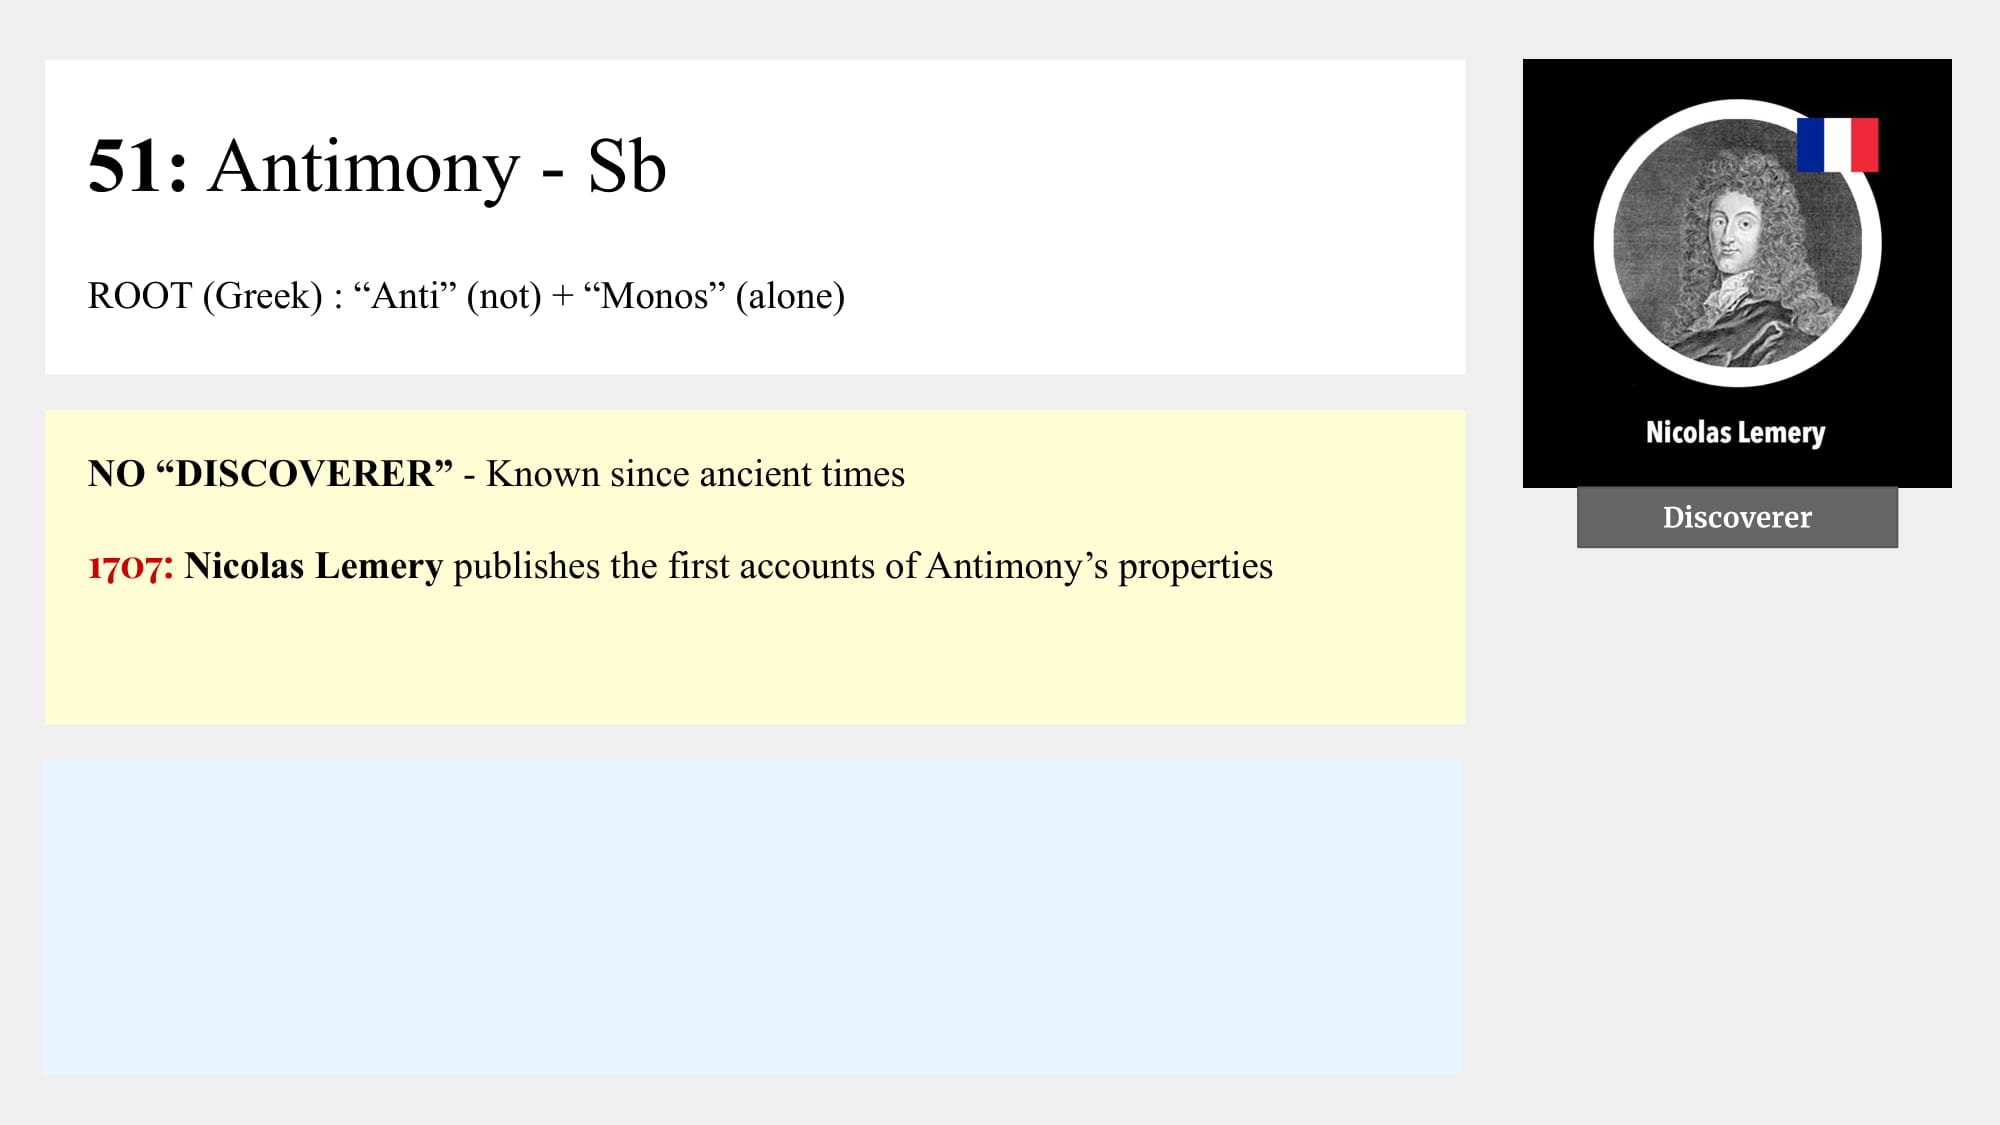 51: Antimony - Sb
ROOT (Greek) : “Anti” (not) + “Monos” (alone)
NO “DISCOVERER” - Known since ancient times
1707: Nicolas Lemery publishes the first accounts of Antimony’s properties
Nicolas Lemery
Discoverer